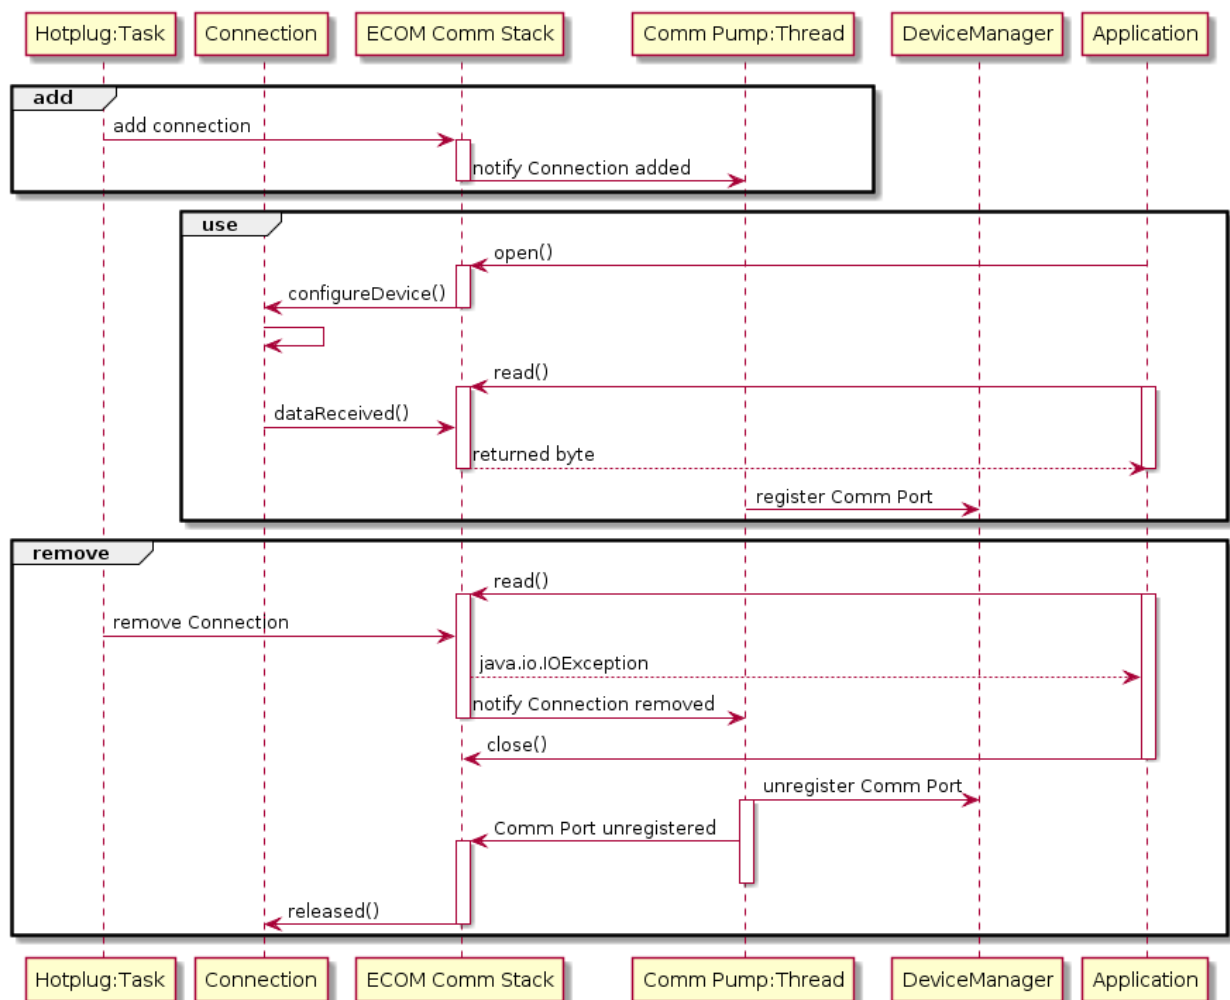 Hotplug:Task Connection ECOM Comm Stack Comm Pump:Thread DeviceManager Application
add
add connection
notify Connection added
use
open()
configureDevice()
read()
dataReceived()
returned byte
register Comm Port
remove
read()
remove Connection
java.io.IOException
notify Connection removed
close()
unregister Comm Port
Comm Port unregistered
released()
Hotplug:Task Connection ECOM Comm Stack Comm Pump:Thread DeviceManager Application